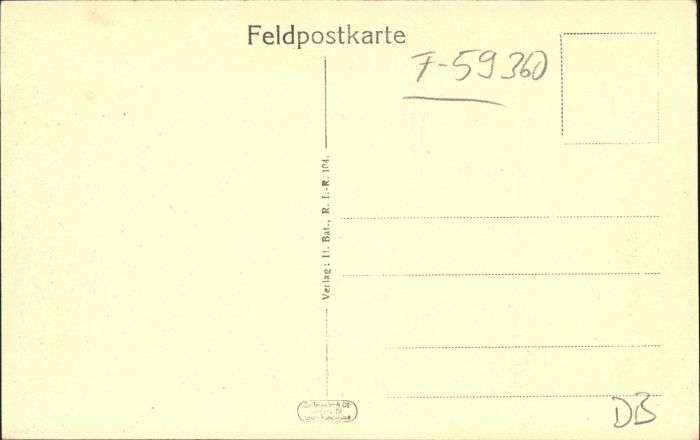 Feldpostkarte
F-59360
Verlag: II. Bat., R. I.-R. 104.
DB